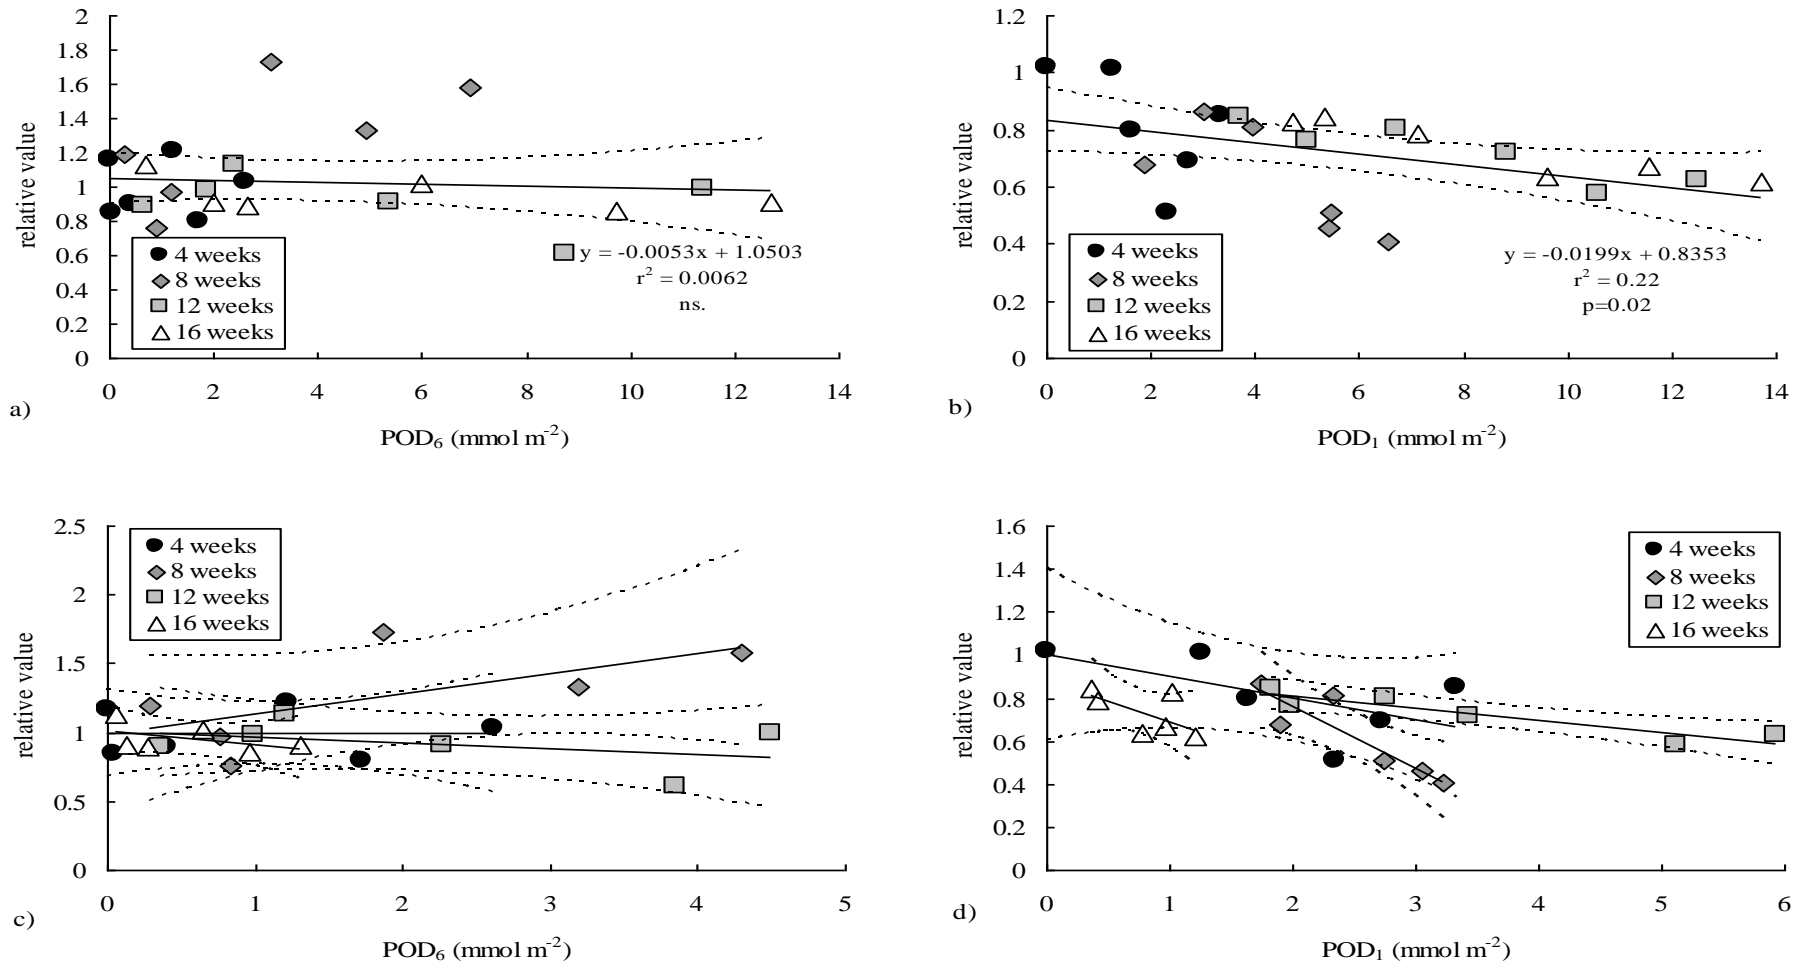 2
1.8
1.6
1.4
1.2
1
0.8
0.6
0.4
0.2
0
relative value
4 weeks
8 weeks
12 weeks
16 weeks
y = -0.0053x + 1.0503
r² = 0.0062
ns.
0 2 4 6 8 10 12 14
a)
POD₆ (mmol m⁻²)
1.2
1
0.8
0.6
0.4
0.2
0
relative value
4 weeks
8 weeks
12 weeks
16 weeks
y = -0.0199x + 0.8353
r² = 0.22
p=0.02
0 2 4 6 8 10 12 14
b)
POD₁ (mmol m⁻²)
2.5
2
1.5
1
0.5
0
relative value
4 weeks
8 weeks
12 weeks
16 weeks
0 1 2 3 4 5
c)
POD₆ (mmol m⁻²)
1.6
1.4
1.2
1
0.8
0.6
0.4
0.2
0
relative value
4 weeks
8 weeks
12 weeks
16 weeks
0 1 2 3 4 5 6
d)
POD₁ (mmol m⁻²)